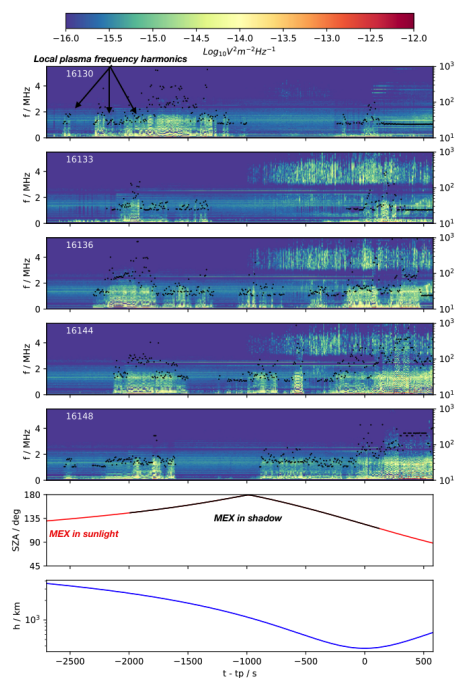 −16.0 −15.5 −15.0 −14.5 −14.0 −13.5 −13.0 −12.5 −12.0
Log₁₀V²m⁻²Hz⁻¹
Local plasma frequency harmonics
16130
f / MHz
4
2
0
10³
10²
10¹
16133
f / MHz
4
2
0
10³
10²
10¹
16136
f / MHz
4
2
0
10³
10²
10¹
16144
f / MHz
4
2
0
10³
10²
10¹
16148
f / MHz
4
2
0
10³
10²
10¹
SZA / deg
180
135
90
45
MEX in sunlight
MEX in shadow
h / km
10³
−2500 −2000 −1500 −1000 −500 0 500
t - tp / s